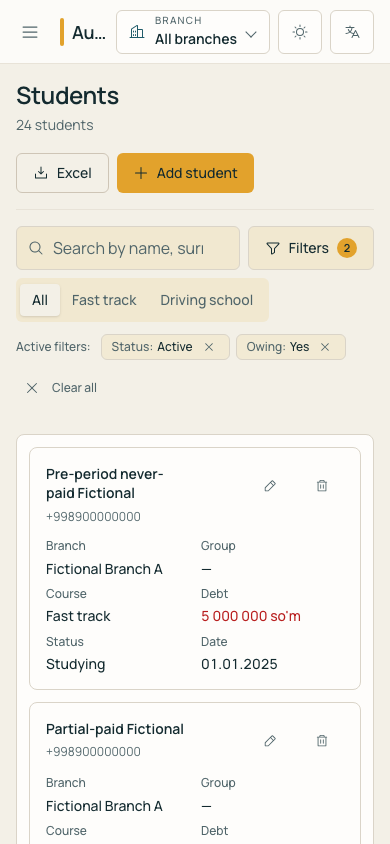 Au...
BRANCH
All branches
Students
24 students
Excel
Add student
Search by name, suri
Filters 2
All Fast track Driving school
Active filters: Status: Active Owing: Yes
Clear all
Pre-period never-
paid Fictional
+998900000000
Branch Group
Fictional Branch A —
Course Debt
Fast track 5 000 000 so'm
Status Date
Studying 01.01.2025
Partial-paid Fictional
+998900000000
Branch Group
Fictional Branch A —
Course Debt